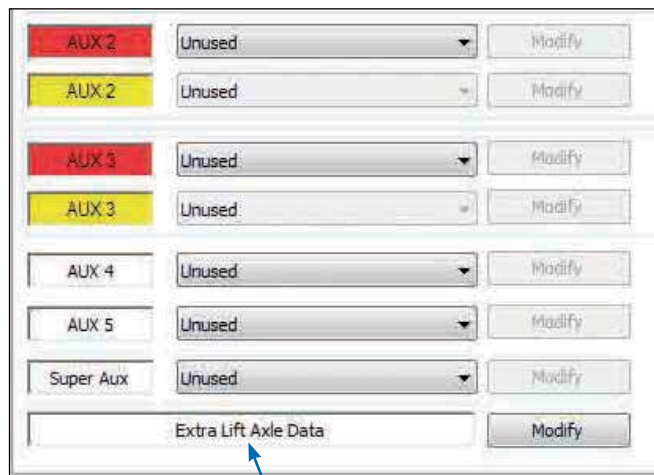 AUX 2 Unused Modify
AUX 2 Unused Modify
AUX 3 Unused Modify
AUX 3 Unused Modify
AUX 4 Unused Modify
AUX 5 Unused Modify
Super Aux Unused Modify
Extra Lift Axle Data Modify